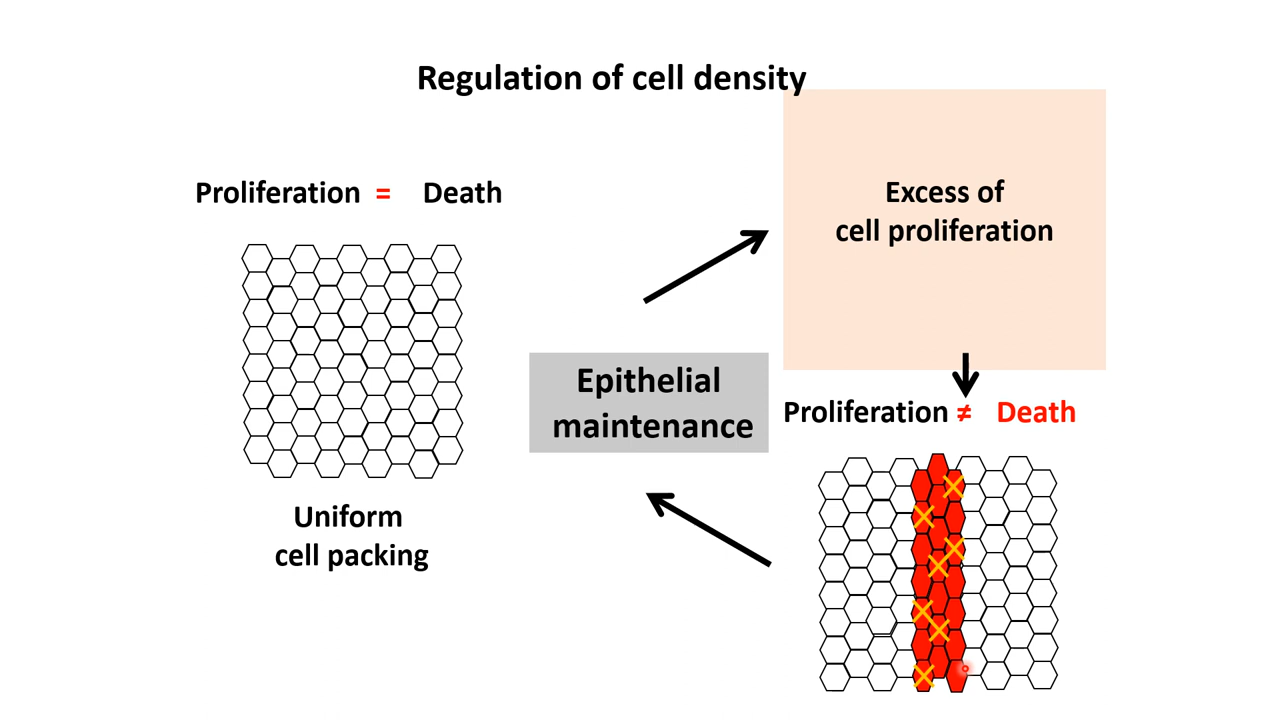 Regulation of cell density
Proliferation = Death
Uniform
cell packing
Excess of
cell proliferation
Epithelial
maintenance
Proliferation ≠ Death